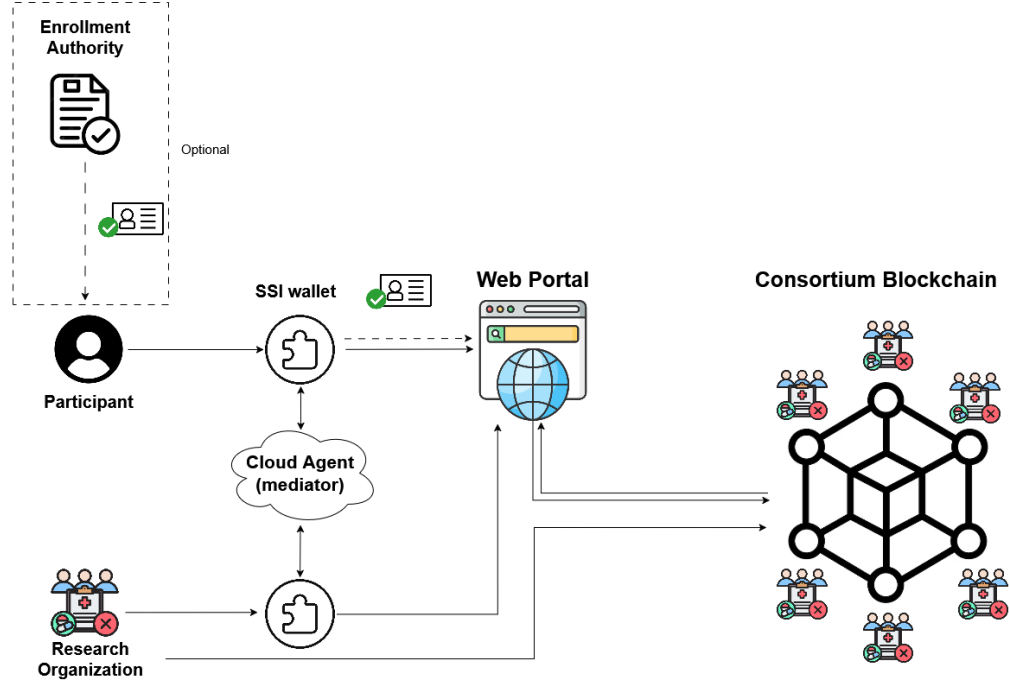 Enrollment
Authority
Optional
SSI wallet
Web Portal
Consortium Blockchain
Participant
Cloud Agent
(mediator)
Research
Organization